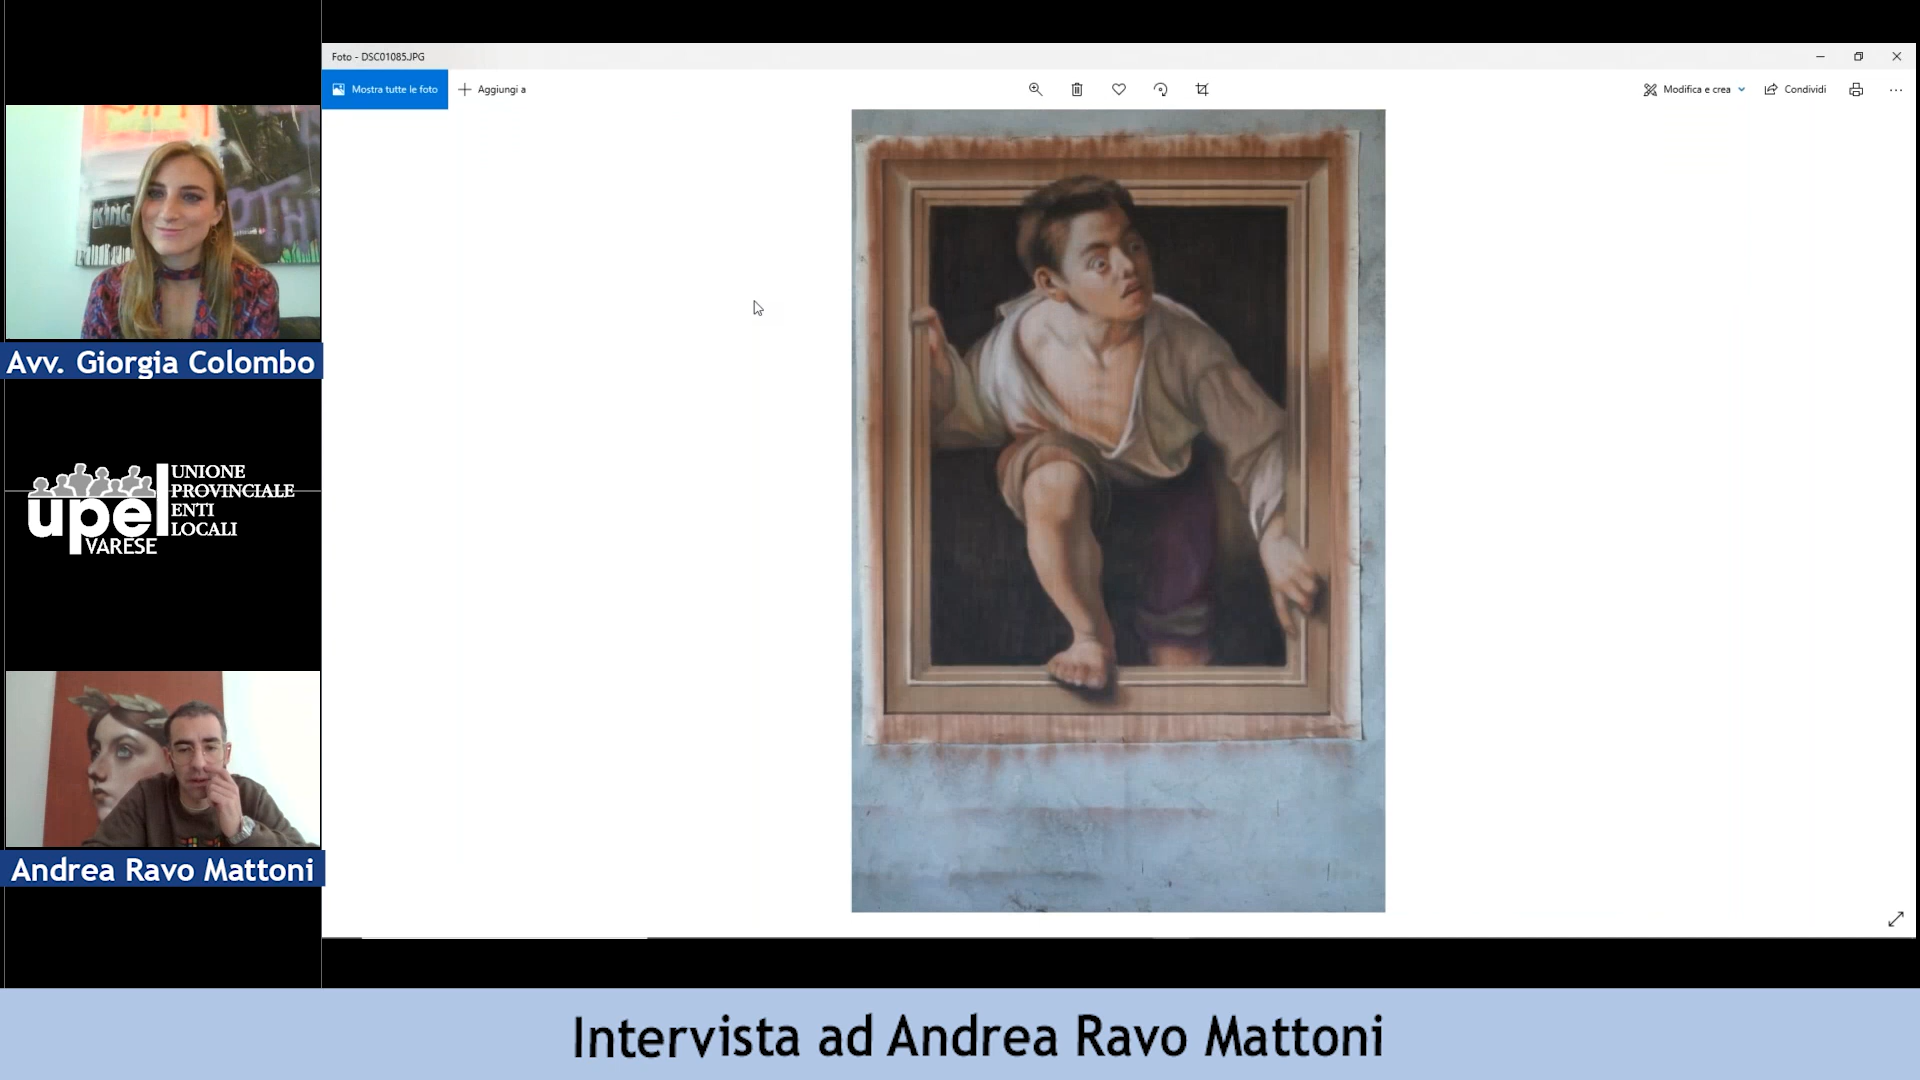 Foto - DSC01085.JPG
Mostra tutte le foto
Aggiungi a
Modifica e crea
Condividi
KING
Avv. Giorgia Colombo
upel
VARESE
UNIONE
PROVINCIALE
ENTI
LOCALI
Andrea Ravo Mattoni
Intervista ad Andrea Ravo Mattoni